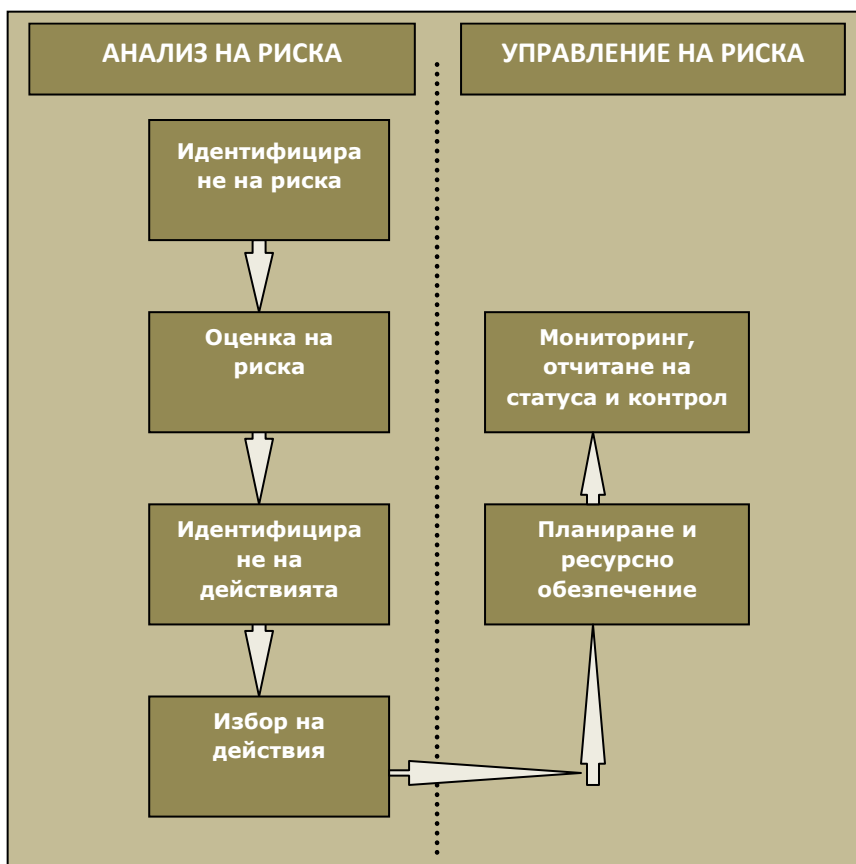 АНАЛИЗ НА РИСКА
УПРАВЛЕНИЕ НА РИСКА
Идентифицира
не на риска
Оценка на
риска
Идентифицира
не на
действията
Избор на
действия
Мониторинг,
отчитане на
статуса и контрол
Планиране и
ресурсно
обезпечение